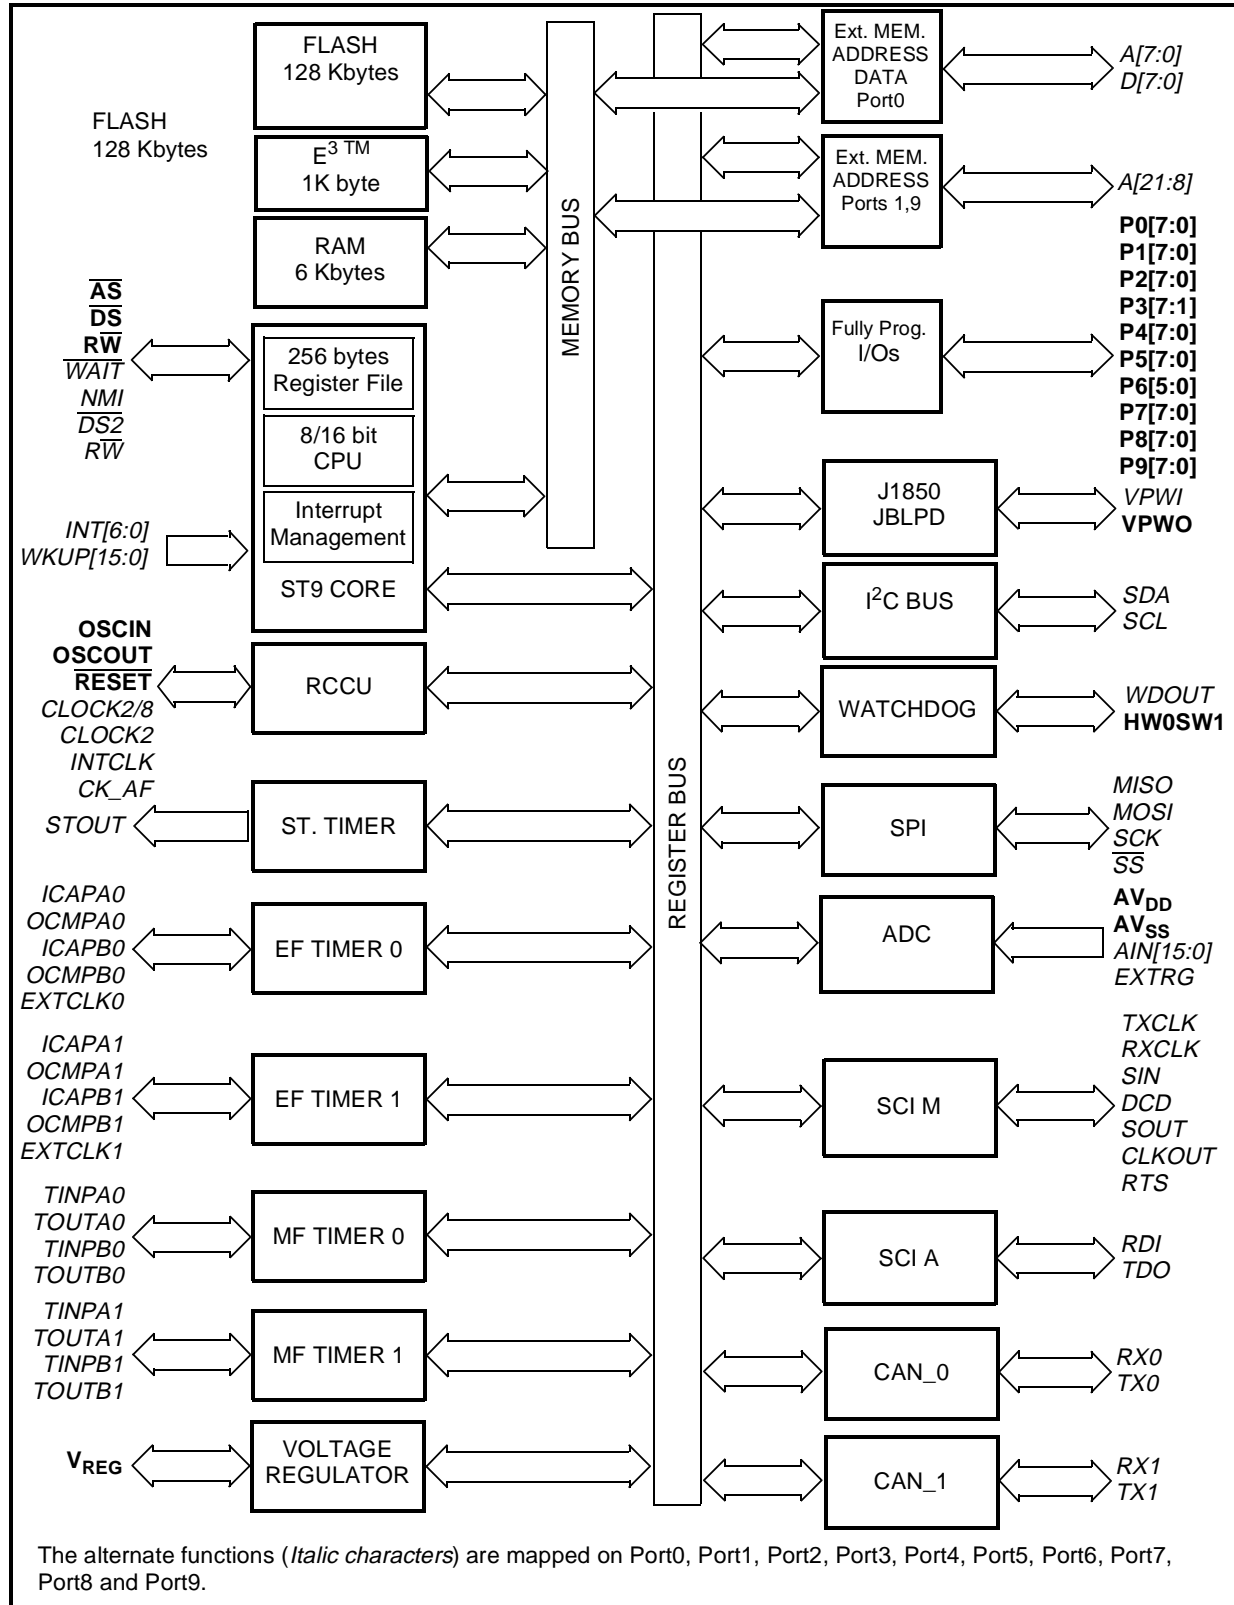 FLASH
128 Kbytes
FLASH
128 Kbytes
E3 TM
1K byte
RAM
6 Kbytes
AS
DS
RW
WAIT
NMI
DS2
RW
256 bytes
Register File
8/16 bit
CPU
Interrupt
Management
ST9 CORE
INT[6:0]
WKUP[15:0]
OSCIN
OSCOUT
RESET
CLOCK2/8
CLOCK2
INTCLK
CK_AF
RCCU
STOUT
ST. TIMER
ICAPA0
OCMPA0
ICAPB0
OCMPB0
EXTCLK0
EF TIMER 0
ICAPA1
OCMPA1
ICAPB1
OCMPB1
EXTCLK1
EF TIMER 1
TINPA0
TOUTA0
TINPB0
TOUTB0
MF TIMER 0
TINPA1
TOUTA1
TINPB1
TOUTB1
MF TIMER 1
VREG
VOLTAGE
REGULATOR
MEMORY BUS
REGISTER BUS
Ext. MEM.
ADDRESS
DATA
Port0
A[7:0]
D[7:0]
Ext. MEM.
ADDRESS
Ports 1,9
A[21:8]
Fully Prog.
I/Os
P0[7:0]
P1[7:0]
P2[7:0]
P3[7:1]
P4[7:0]
P5[7:0]
P6[5:0]
P7[7:0]
P8[7:0]
P9[7:0]
J1850
JBLPD
VPWI
VPWO
I2C BUS
SDA
SCL
WATCHDOG
WDOUT
HW0SW1
SPI
MISO
MOSI
SCK
SS
ADC
AVDD
AVSS
AIN[15:0]
EXTRG
SCI M
TXCLK
RXCLK
SIN
DCD
SOUT
CLKOUT
RTS
SCI A
RDI
TDO
CAN_0
RX0
TX0
CAN_1
RX1
TX1
The alternate functions (Italic characters) are mapped on Port0, Port1, Port2, Port3, Port4, Port5, Port6, Port7,
Port8 and Port9.